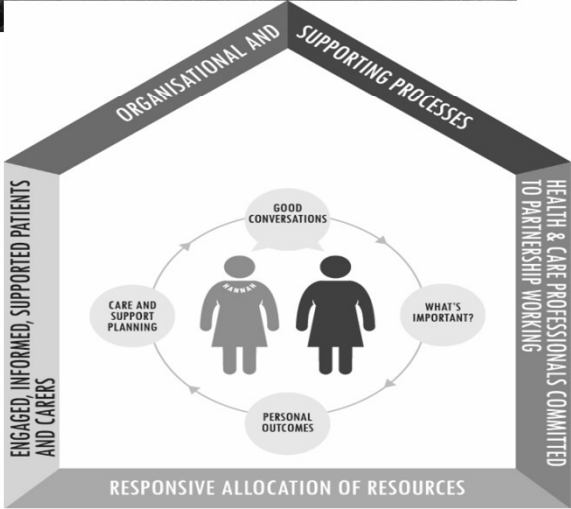 ORGANISATIONAL AND
SUPPORTING PROCESSES
ENGAGED, INFORMED, SUPPORTED PATIENTS
AND CARERS
HEALTH & CARE PROFESSIONALS COMMITTED
TO PARTNERSHIP WORKING
GOOD
CONVERSATIONS
HANNAH
CARE AND
SUPPORT
PLANNING
WHAT'S
IMPORTANT?
PERSONAL
OUTCOMES
RESPONSIVE ALLOCATION OF RESOURCES